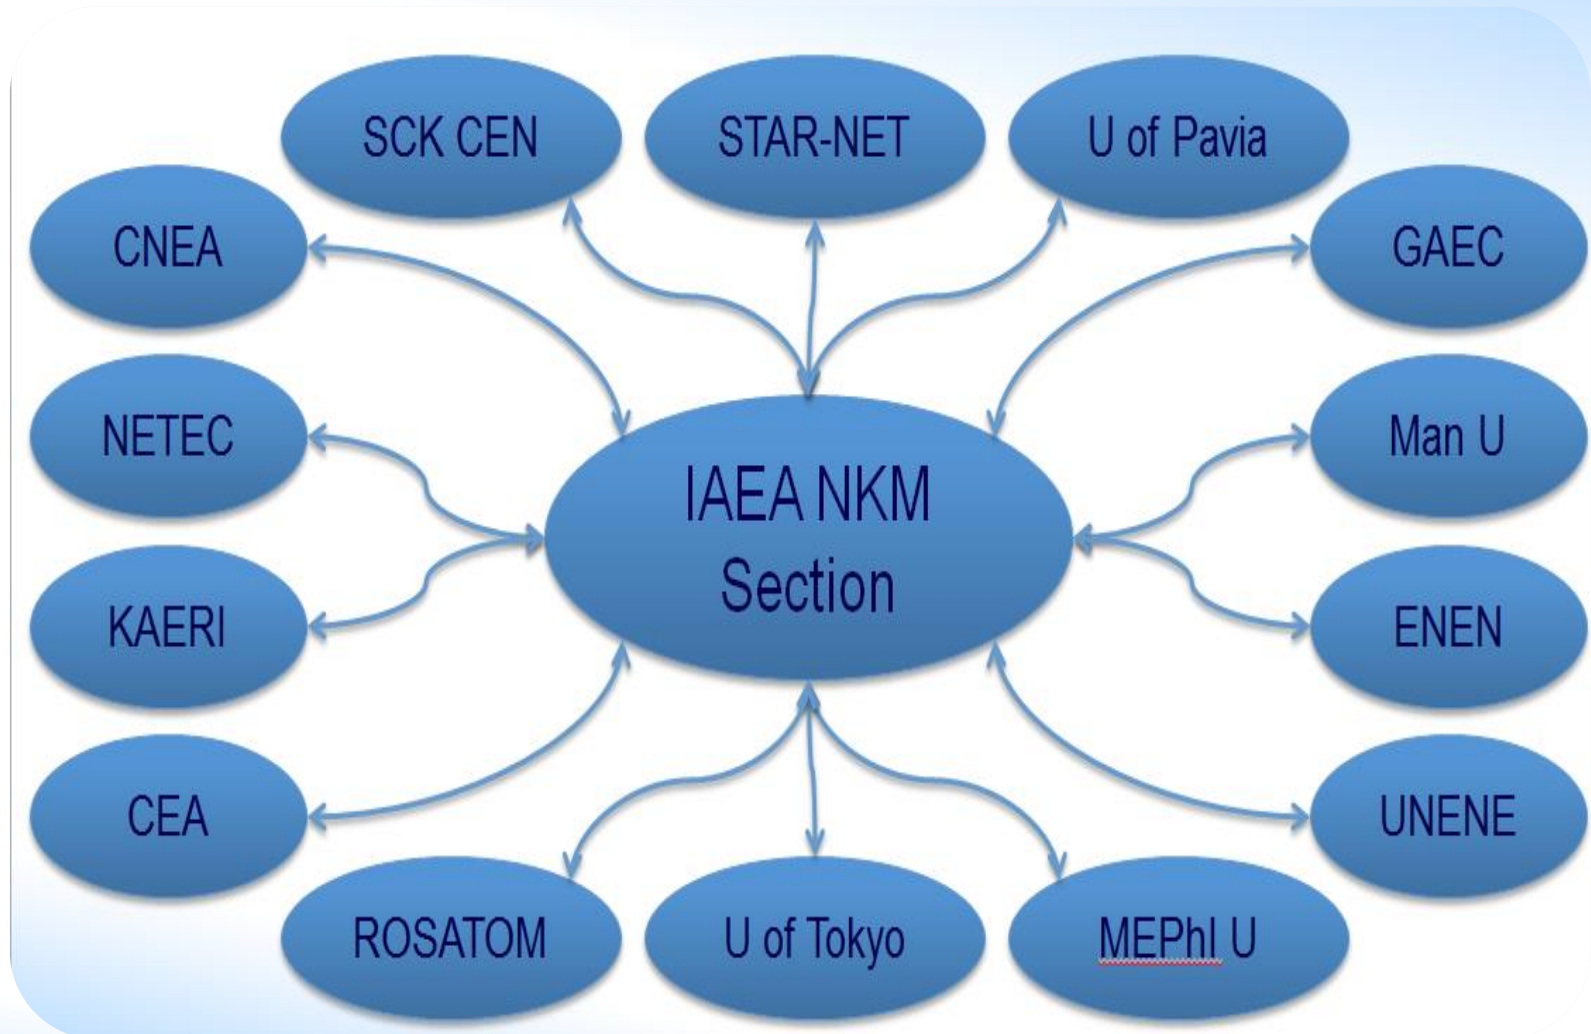 SCK CEN
STAR-NET
U of Pavia
CNEA
GAEC
NETEC
Man U
IAEA NKM
Section
KAERI
ENEN
CEA
UNENE
ROSATOM
U of Tokyo
MEPhI U